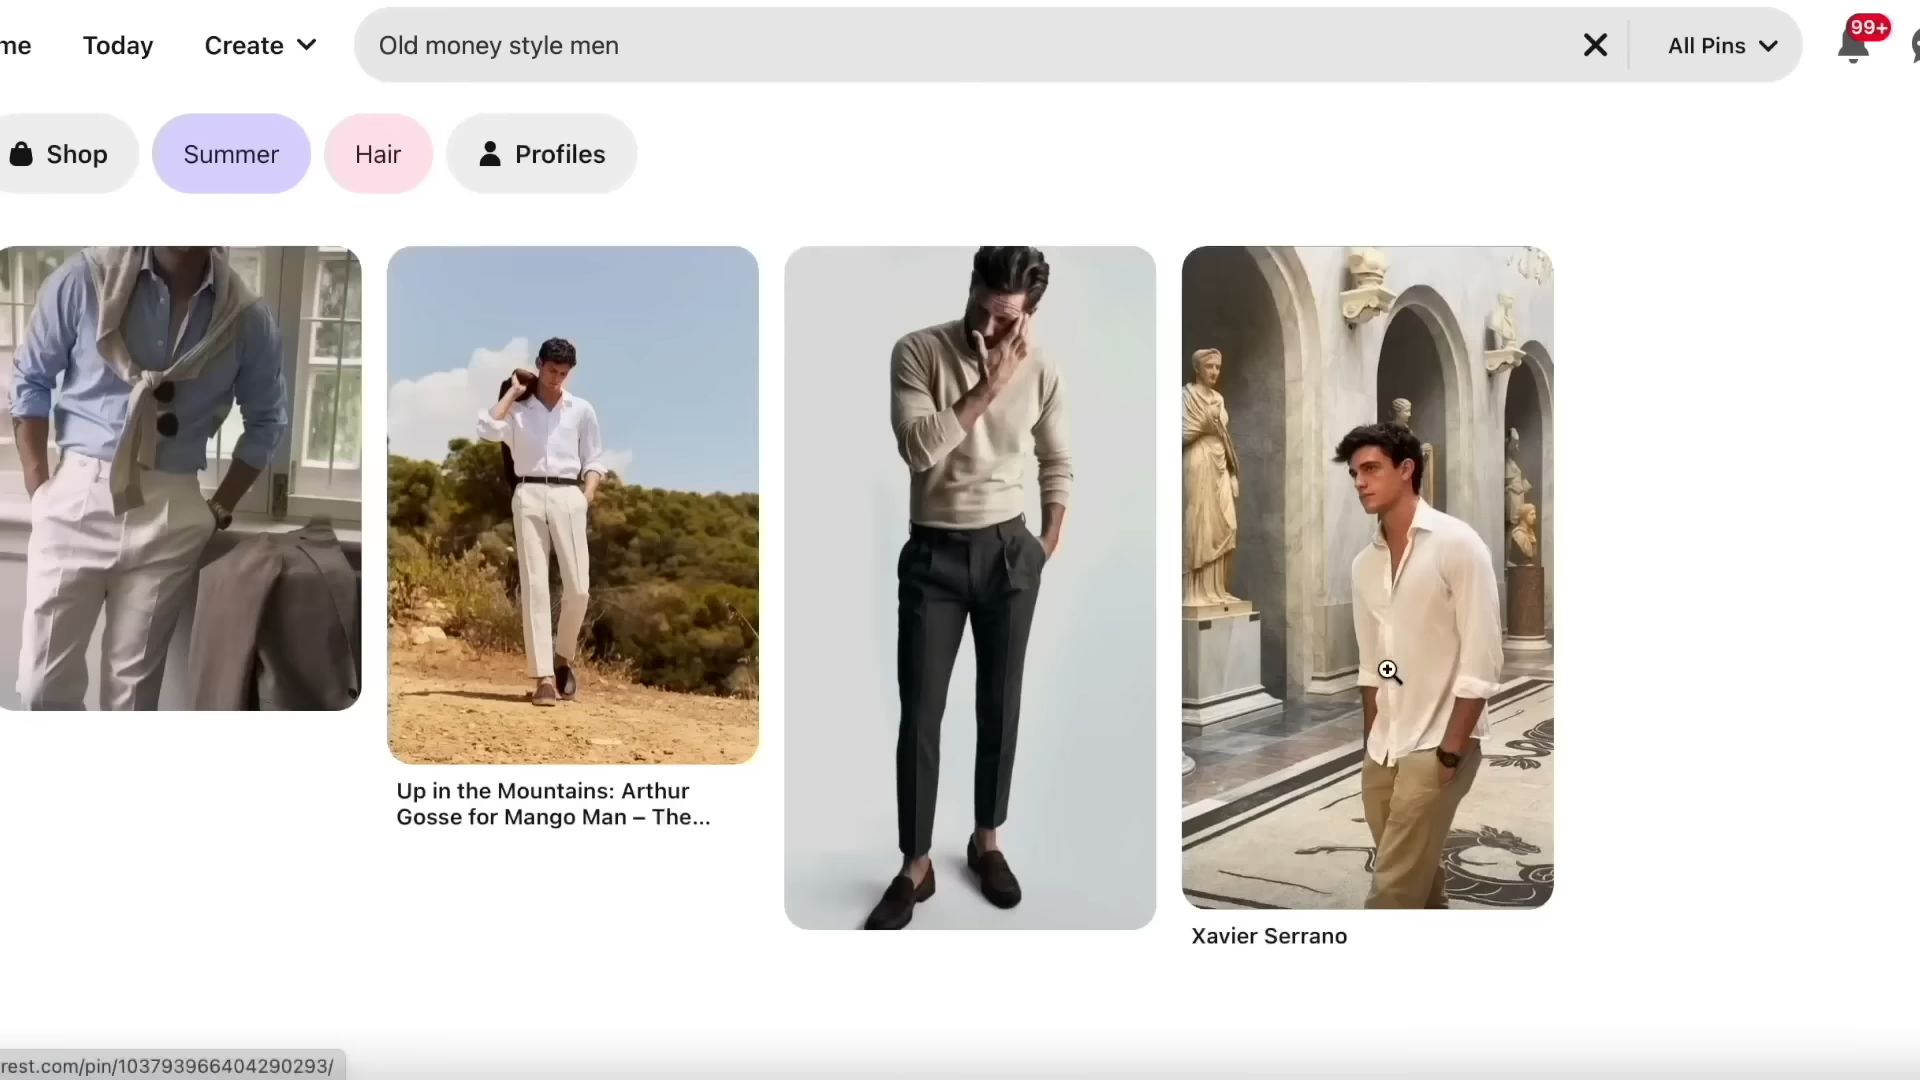 me Today Create Old money style men All Pins 99+
Shop Summer Hair Profiles
Up in the Mountains: Arthur
Gosse for Mango Man – The...
Xavier Serrano
rest.com/pin/103793966404290293/